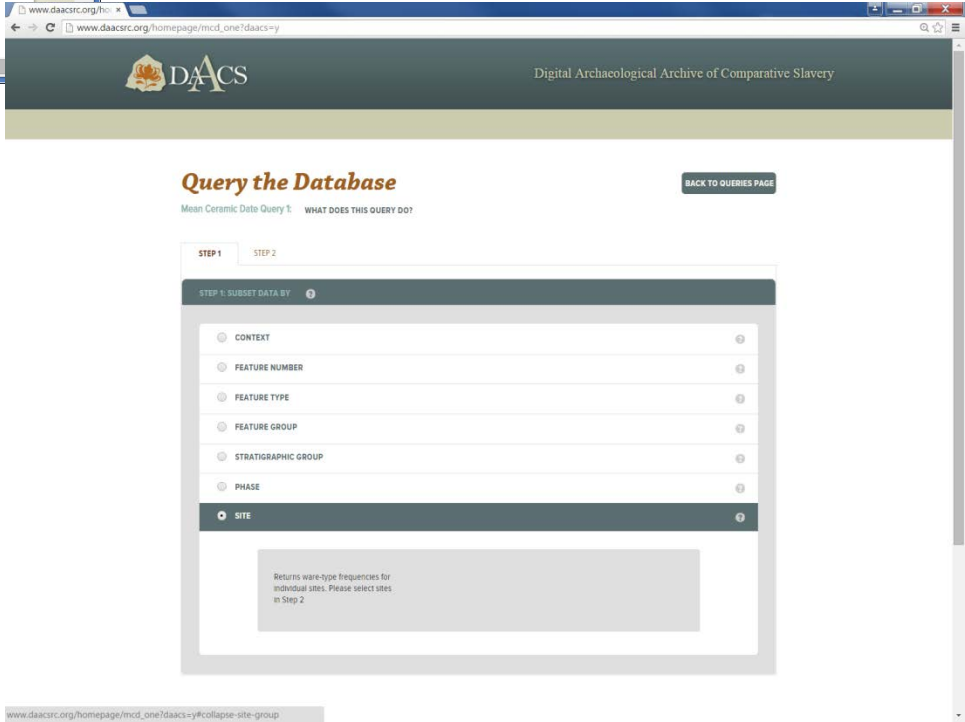 www.daacsrc.org/ho
www.daacsrc.org/homepage/mcd_one?daacs=y
DAACS
Digital Archaeological Archive of Comparative Slavery
Query the Database
BACK TO QUERIES PAGE
Mean Ceramic Date Query 1: WHAT DOES THIS QUERY DO?
STEP 1 STEP 2
STEP 1: SUBSET DATA BY ?
CONTEXT ?
FEATURE NUMBER ?
FEATURE TYPE ?
FEATURE GROUP ?
STRATIGRAPHIC GROUP ?
PHASE ?
SITE ?
Returns ware-type frequencies for
individual sites. Please select sites
in Step 2
www.daacsrc.org/homepage/mcd_one?daacs=y#collapse-site-group